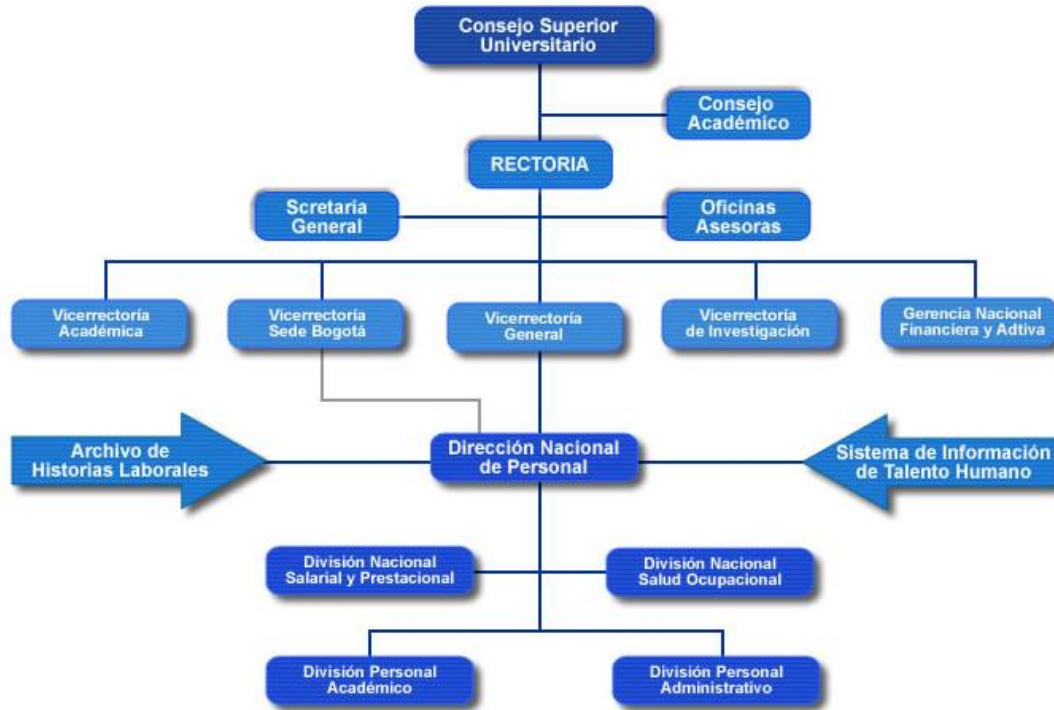 Consejo Superior
Universitario
Consejo
Académico
RECTORIA
Scretaria
General
Oficinas
Asesoras
Vicerrectoría
Académica
Vicerrectoría
Sede Bogotá
Vicerrectoría
General
Vicerrectoría
de Investigación
Gerencia Nacional
Financiera y Adtiva
Archivo de
Historias Laborales
Dirección Nacional
de Personal
Sistema de Información
de Talento Humano
División Nacional
Salarial y Prestacional
División Nacional
Salud Ocupacional
División Personal
Académico
División Personal
Administrativo